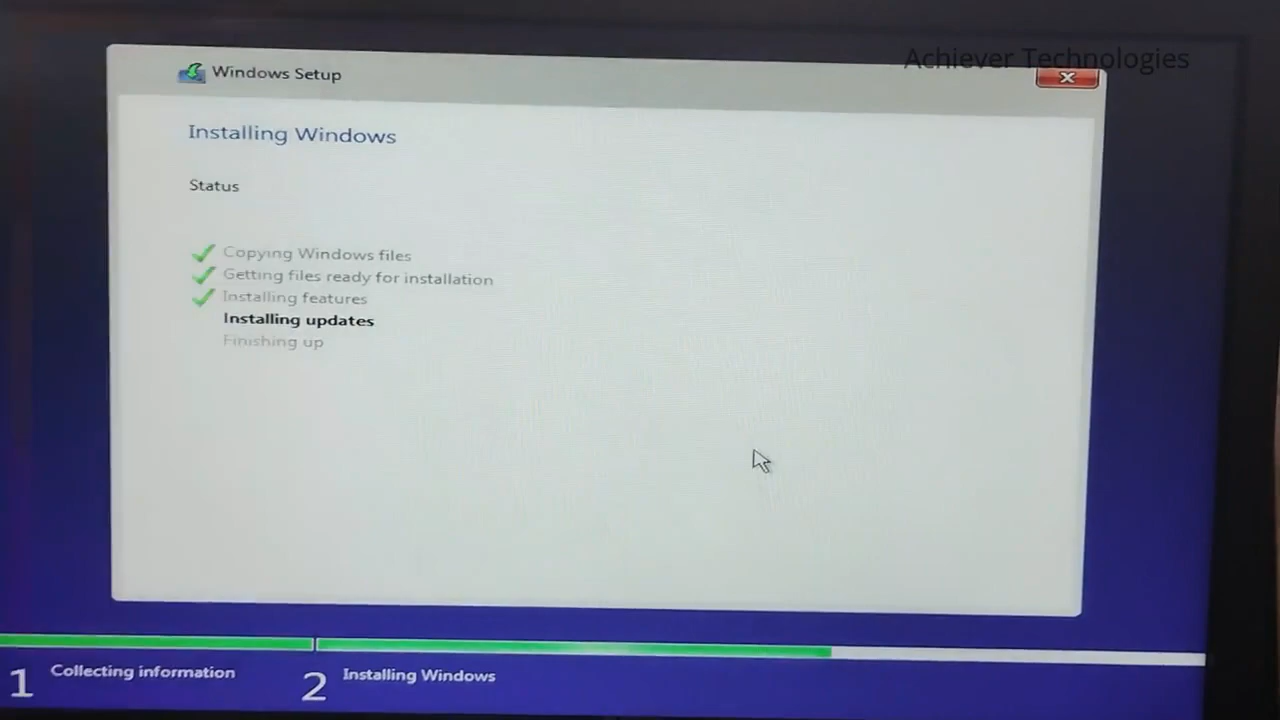 Achiever Technologies
Windows Setup
Installing Windows
Status
Copying Windows files
Getting files ready for installation
Installing features
Installing updates
Finishing up
1 Collecting information
2 Installing Windows